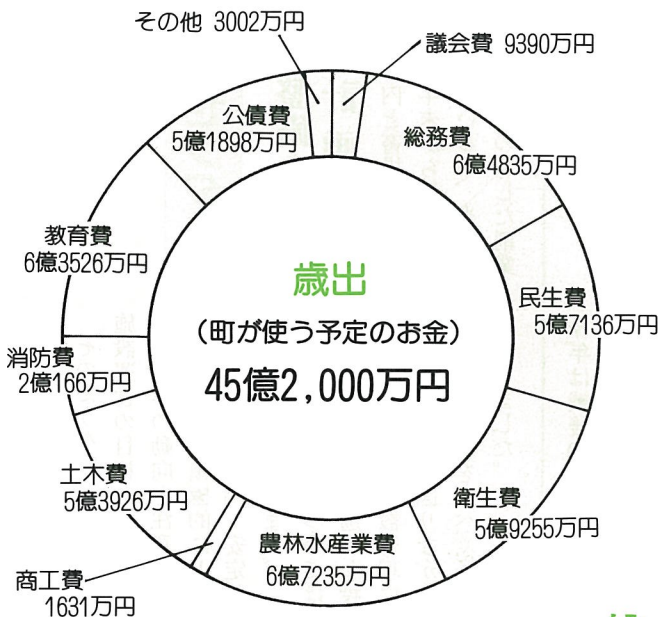 その他 3002万円
議会費 9390万円
総務費
6億4835万円
民生費
5億7136万円
衛生費
5億9255万円
農林水産業費
6億7235万円
商工費
1631万円
土木費
5億3926万円
消防費
2億166万円
教育費
6億3526万円
公債費
5億1898万円
歳出
(町が使う予定のお金)
45億2,000万円